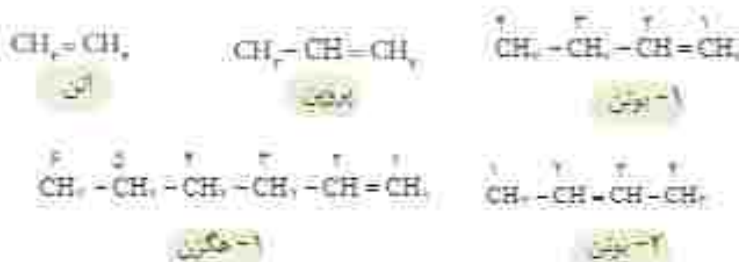 CH₂=CH₂
اتن
CH₃-CH=CH₂
پروپن
۴ ۳ ۲ ۱
CH₃-CH₂-CH=CH₂
۱- بوتن
۶ ۵ ۴ ۳ ۲ ۱
CH₃-CH₂-CH₂-CH₂-CH=CH₂
۱- هگزن
۱ ۲ ۳ ۴
CH₃-CH=CH-CH₃
۲- بوتن